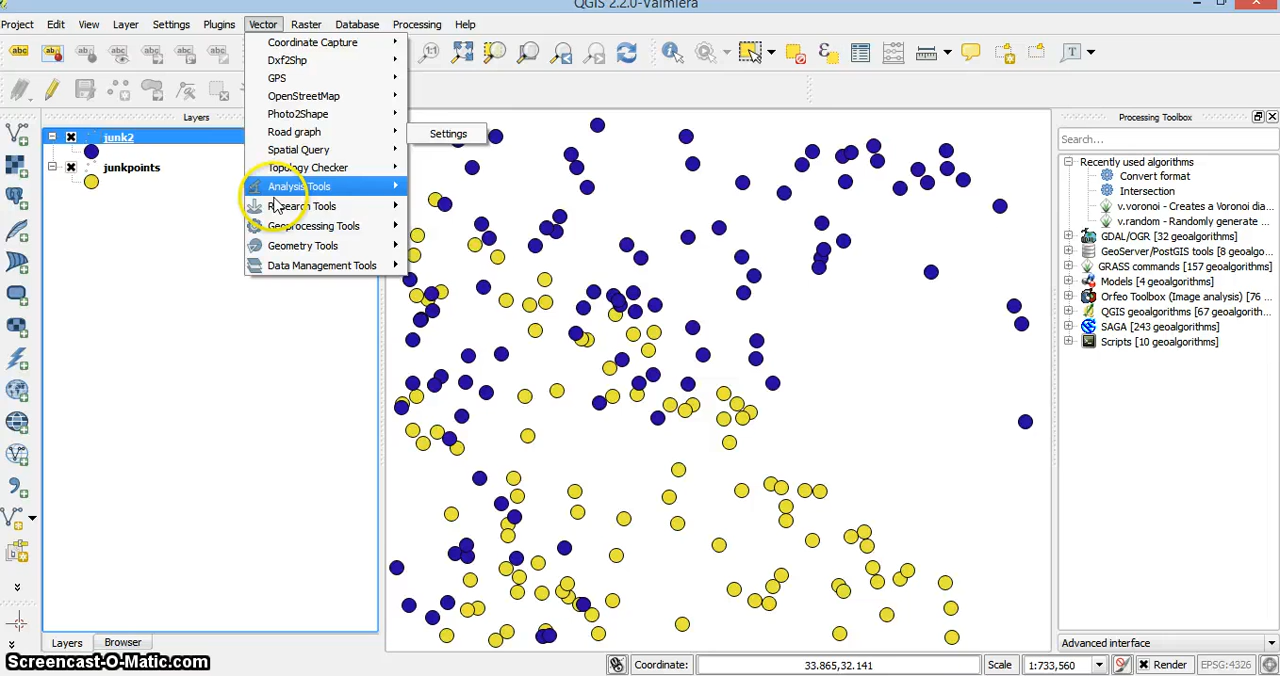 QGIS 2.2.0-Valmiera
Project Edit View Layer Settings Plugins Vector Raster Database Processing Help
Coordinate Capture
Dxf2Shp
GPS
OpenStreetMap
Photo2Shape
Road graph
Settings
Spatial Query
Topology Checker
Analysis Tools
Research Tools
Geoprocessing Tools
Geometry Tools
Data Management Tools
Layers
junk2
junkpoints
Processing Toolbox
Search...
Recently used algorithms
Convert format
Intersection
v.voronoi - Creates a Voronoi dia...
v.random - Randomly generate ...
GDAL/OGR [32 geoalgorithms]
GeoServer/PostGIS tools [8 geoalgo...
GRASS commands [157 geoalgorithms]
Models [4 geoalgorithms]
Orfeo Toolbox (Image analysis) [76 ...
QGIS geoalgorithms [67 geoalgorith...
SAGA [243 geoalgorithms]
Scripts [10 geoalgorithms]
Advanced interface
Layers Browser
Coordinate: 33.865,32.141 Scale 1:733,560 Render EPSG:4326
Screencast-O-Matic.com